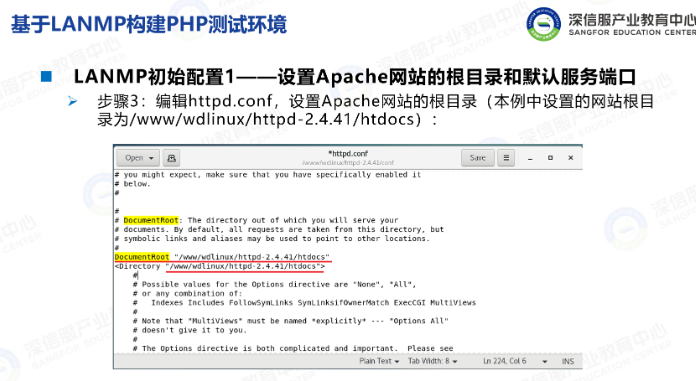 基于LANMP构建PHP测试环境
深信服产业教育中心
SANGFOR EDUCATION CENTER
LANMP初始配置1——设置Apache网站的根目录和默认服务端口
步骤3：编辑httpd.conf，设置Apache网站的根目录（本例中设置的网站根目
录为/www/wdlinux/httpd-2.4.41/htdocs）：
Open
*httpd.conf
/www/wdlinux/httpd-2.4.41/conf
Save
# you might expect, make sure that you have specifically enabled it
# below.
#
#
# DocumentRoot: The directory out of which you will serve your
# documents. By default, all requests are taken from this directory, but
# symbolic links and aliases may be used to point to other locations.
#
DocumentRoot "/www/wdlinux/httpd-2.4.41/htdocs"
<Directory "/www/wdlinux/httpd-2.4.41/htdocs">
#
# Possible values for the Options directive are "None", "All",
# or any combination of:
#   Indexes Includes FollowSymLinks SymLinksifOwnerMatch ExecCGI MultiViews
#
# Note that "MultiViews" must be named *explicitly* --- "Options All"
# doesn't give it to you.
#
# The Options directive is both complicated and important.  Please see
Plain Text Tab Width: 8 Ln 224, Col 6 INS